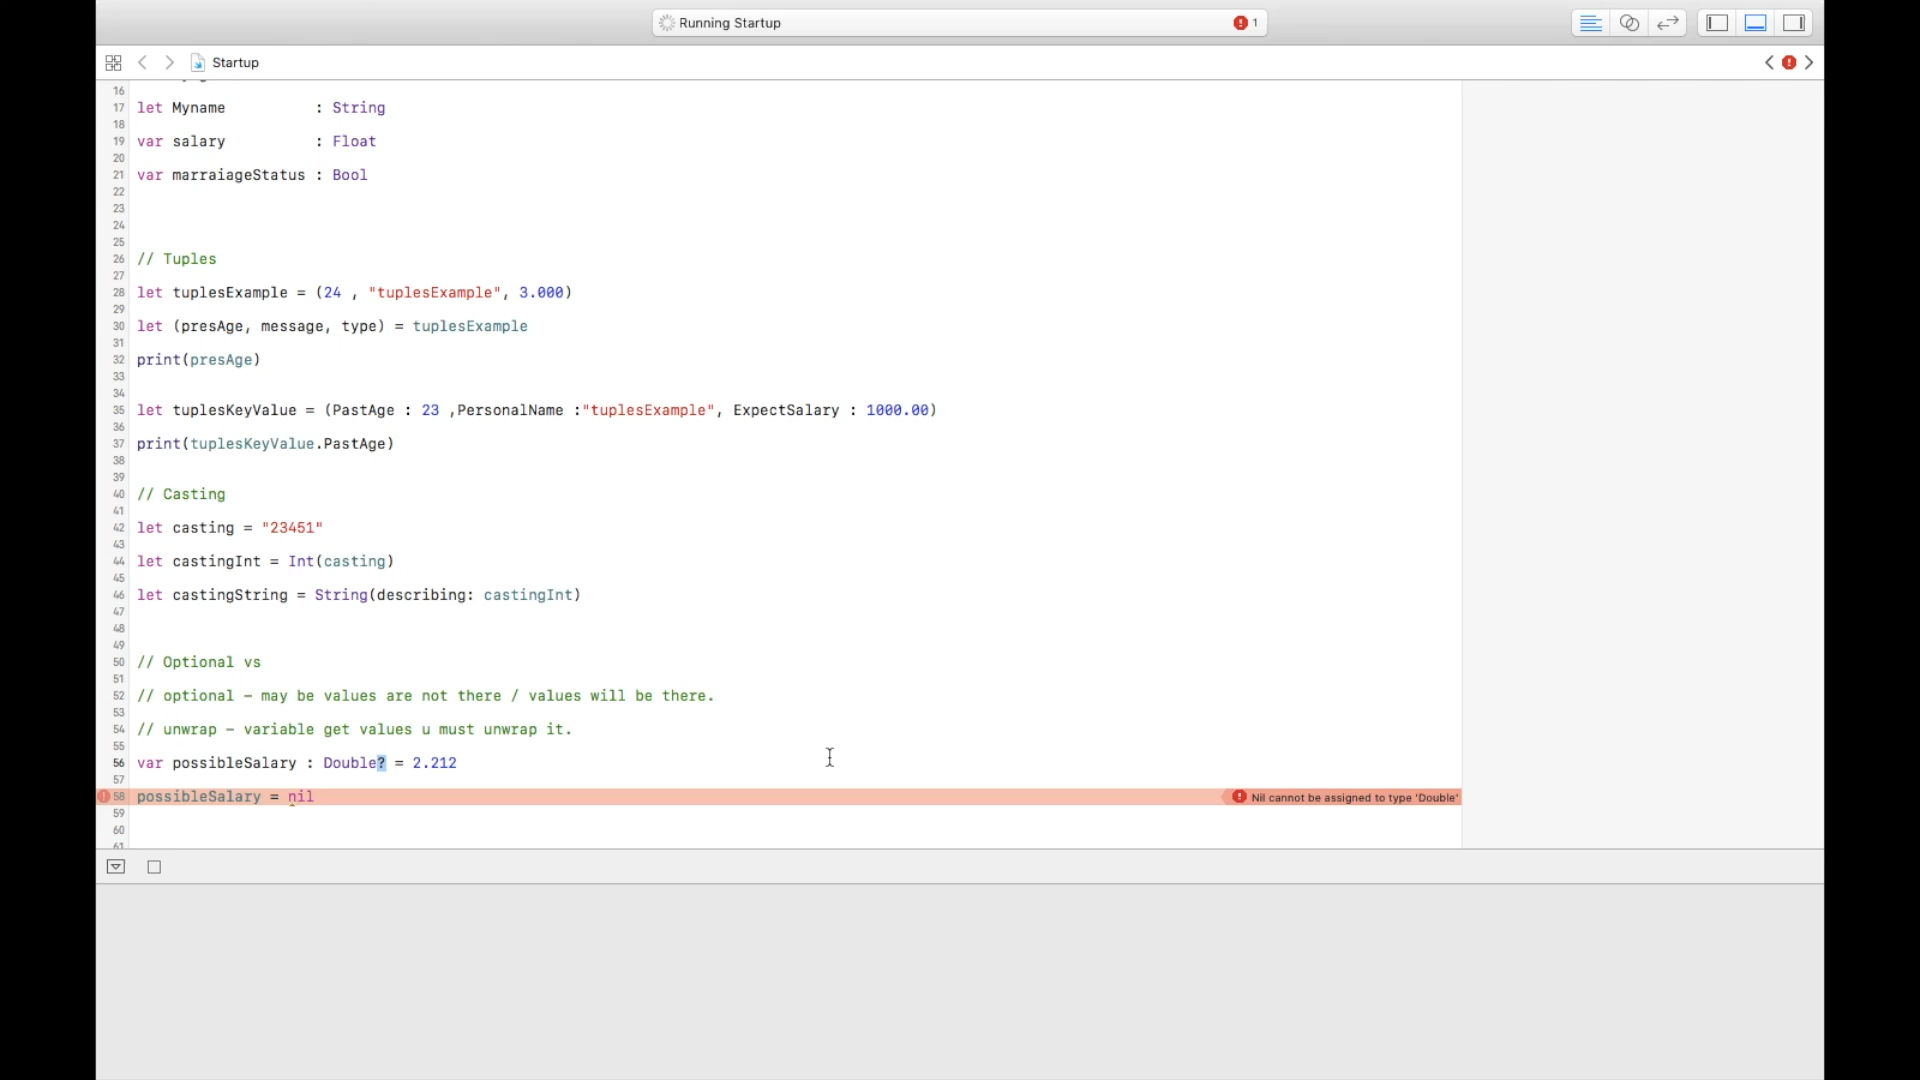 Running Startup
1
Startup
16
17 let Myname : String
18
19 var salary : Float
20
21 var marraiageStatus : Bool
22
23
24
25
26 // Tuples
27
28 let tuplesExample = (24 , "tuplesExample", 3.000)
29
30 let (presAge, message, type) = tuplesExample
31
32 print(presAge)
33
34
35 let tuplesKeyValue = (PastAge : 23 ,PersonalName :"tuplesExample", ExpectSalary : 1000.00)
36
37 print(tuplesKeyValue.PastAge)
38
39
40 // Casting
41
42 let casting = "23451"
43
44 let castingInt = Int(casting)
45
46 let castingString = String(describing: castingInt)
47
48
49
50 // Optional vs
51
52 // optional – may be values are not there / values will be there.
53
54 // unwrap – variable get values u must unwrap it.
55
56 var possibleSalary : Double? = 2.212
57
58 possibleSalary = nil Nil cannot be assigned to type 'Double'
59
60
61